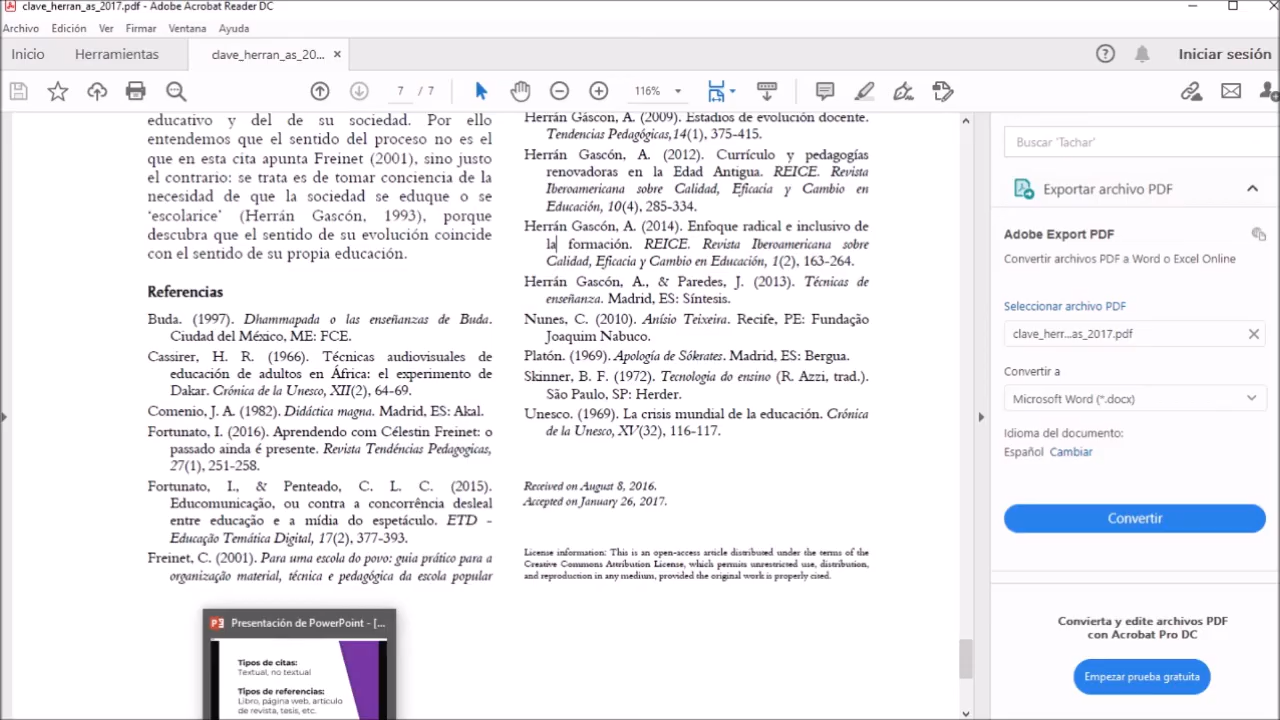 clave_herran_as_2017.pdf - Adobe Acrobat Reader DC
Archivo Edición Ver Firmar Ventana Ayuda
Inicio Herramientas clave_herran_as_20... × Iniciar sesión
7 / 7 116%
educativo y del de su sociedad. Por ello
entendemos que el sentido del proceso no es el
que en esta cita apunta Freinet (2001), sino justo
el contrario: se trata es de tomar conciencia de la
necesidad de que la sociedad se eduque o se
‘escolarice’ (Herrán Gascón, 1993), porque
descubra que el sentido de su evolución coincide
con el sentido de su propia educación.
Referencias
Buda. (1997). Dhammapada o las enseñanzas de Buda.
Ciudad del México, ME: FCE.
Cassirer, H. R. (1966). Técnicas audiovisuales de
educación de adultos en África: el experimento de
Dakar. Crónica de la Unesco, XII(2), 64-69.
Comenio, J. A. (1982). Didáctica magna. Madrid, ES: Akal.
Fortunato, I. (2016). Aprendendo com Célestin Freinet: o
passado ainda é presente. Revista Tendéncias Pedagogicas,
27(1), 251-258.
Fortunato, I., & Penteado, C. L. C. (2015).
Educomunicação, ou contra a concorrência desleal
entre educação e a mídia do espetáculo. ETD -
Educação Temática Digital, 17(2), 377-393.
Freinet, C. (2001). Para uma escola do povo: guia prático para a
organização material, técnica e pedagógica da escola popular
Herrán Gáscon, A. (2009). Estadios de evolución docente.
Tendencias Pedagógicas,14(1), 375-415.
Herrán Gascón, A. (2012). Currículo y pedagogías
renovadoras en la Edad Antigua. REICE. Revista
Iberoamericana sobre Calidad, Eficacia y Cambio en
Educación, 10(4), 285-334.
Herrán Gascón, A. (2014). Enfoque radical e inclusivo de
la formación. REICE. Revista Iberoamericana sobre
Calidad, Eficacia y Cambio en Educación, 1(2), 163-264.
Herrán Gascón, A., & Paredes, J. (2013). Técnicas de
enseñanza. Madrid, ES: Síntesis.
Nunes, C. (2010). Anísio Teixeira. Recife, PE: Fundação
Joaquim Nabuco.
Platón. (1969). Apología de Sókrates. Madrid, ES: Bergua.
Skinner, B. F. (1972). Tecnologia do ensino (R. Azzi, trad.).
São Paulo, SP: Herder.
Unesco. (1969). La crisis mundial de la educación. Crónica
de la Unesco, XV(32), 116-117.
Received on August 8, 2016.
Accepted on January 26, 2017.
License information: This is an open-access article distributed under the terms of the
Creative Commons Attribution License, which permits unrestricted use, distribution,
and reproduction in any medium, provided the original work is properly cited.
Buscar 'Tachar'
Exportar archivo PDF
Adobe Export PDF
Convertir archivos PDF a Word o Excel Online
Seleccionar archivo PDF
clave_herr...as_2017.pdf
Convertir a
Microsoft Word (*.docx)
Idioma del documento:
Español Cambiar
Convertir
Convierta y edite archivos PDF
con Acrobat Pro DC
Empezar prueba gratuita
Presentación de PowerPoint - [...
Tipos de citas:
Textual, no textual
Tipos de referencias:
Libro, página web, artículo
de revista, tesis, etc.